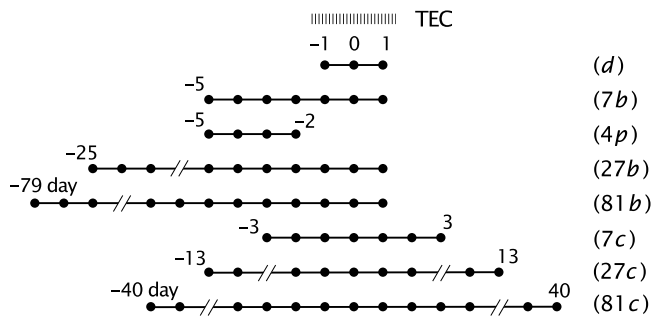 TEC
−1 0 1
(d)
−5
(7b)
−5 −2
(4p)
−25
(27b)
−79 day
(81b)
−3 3
(7c)
−13 13
(27c)
−40 day 40
(81c)